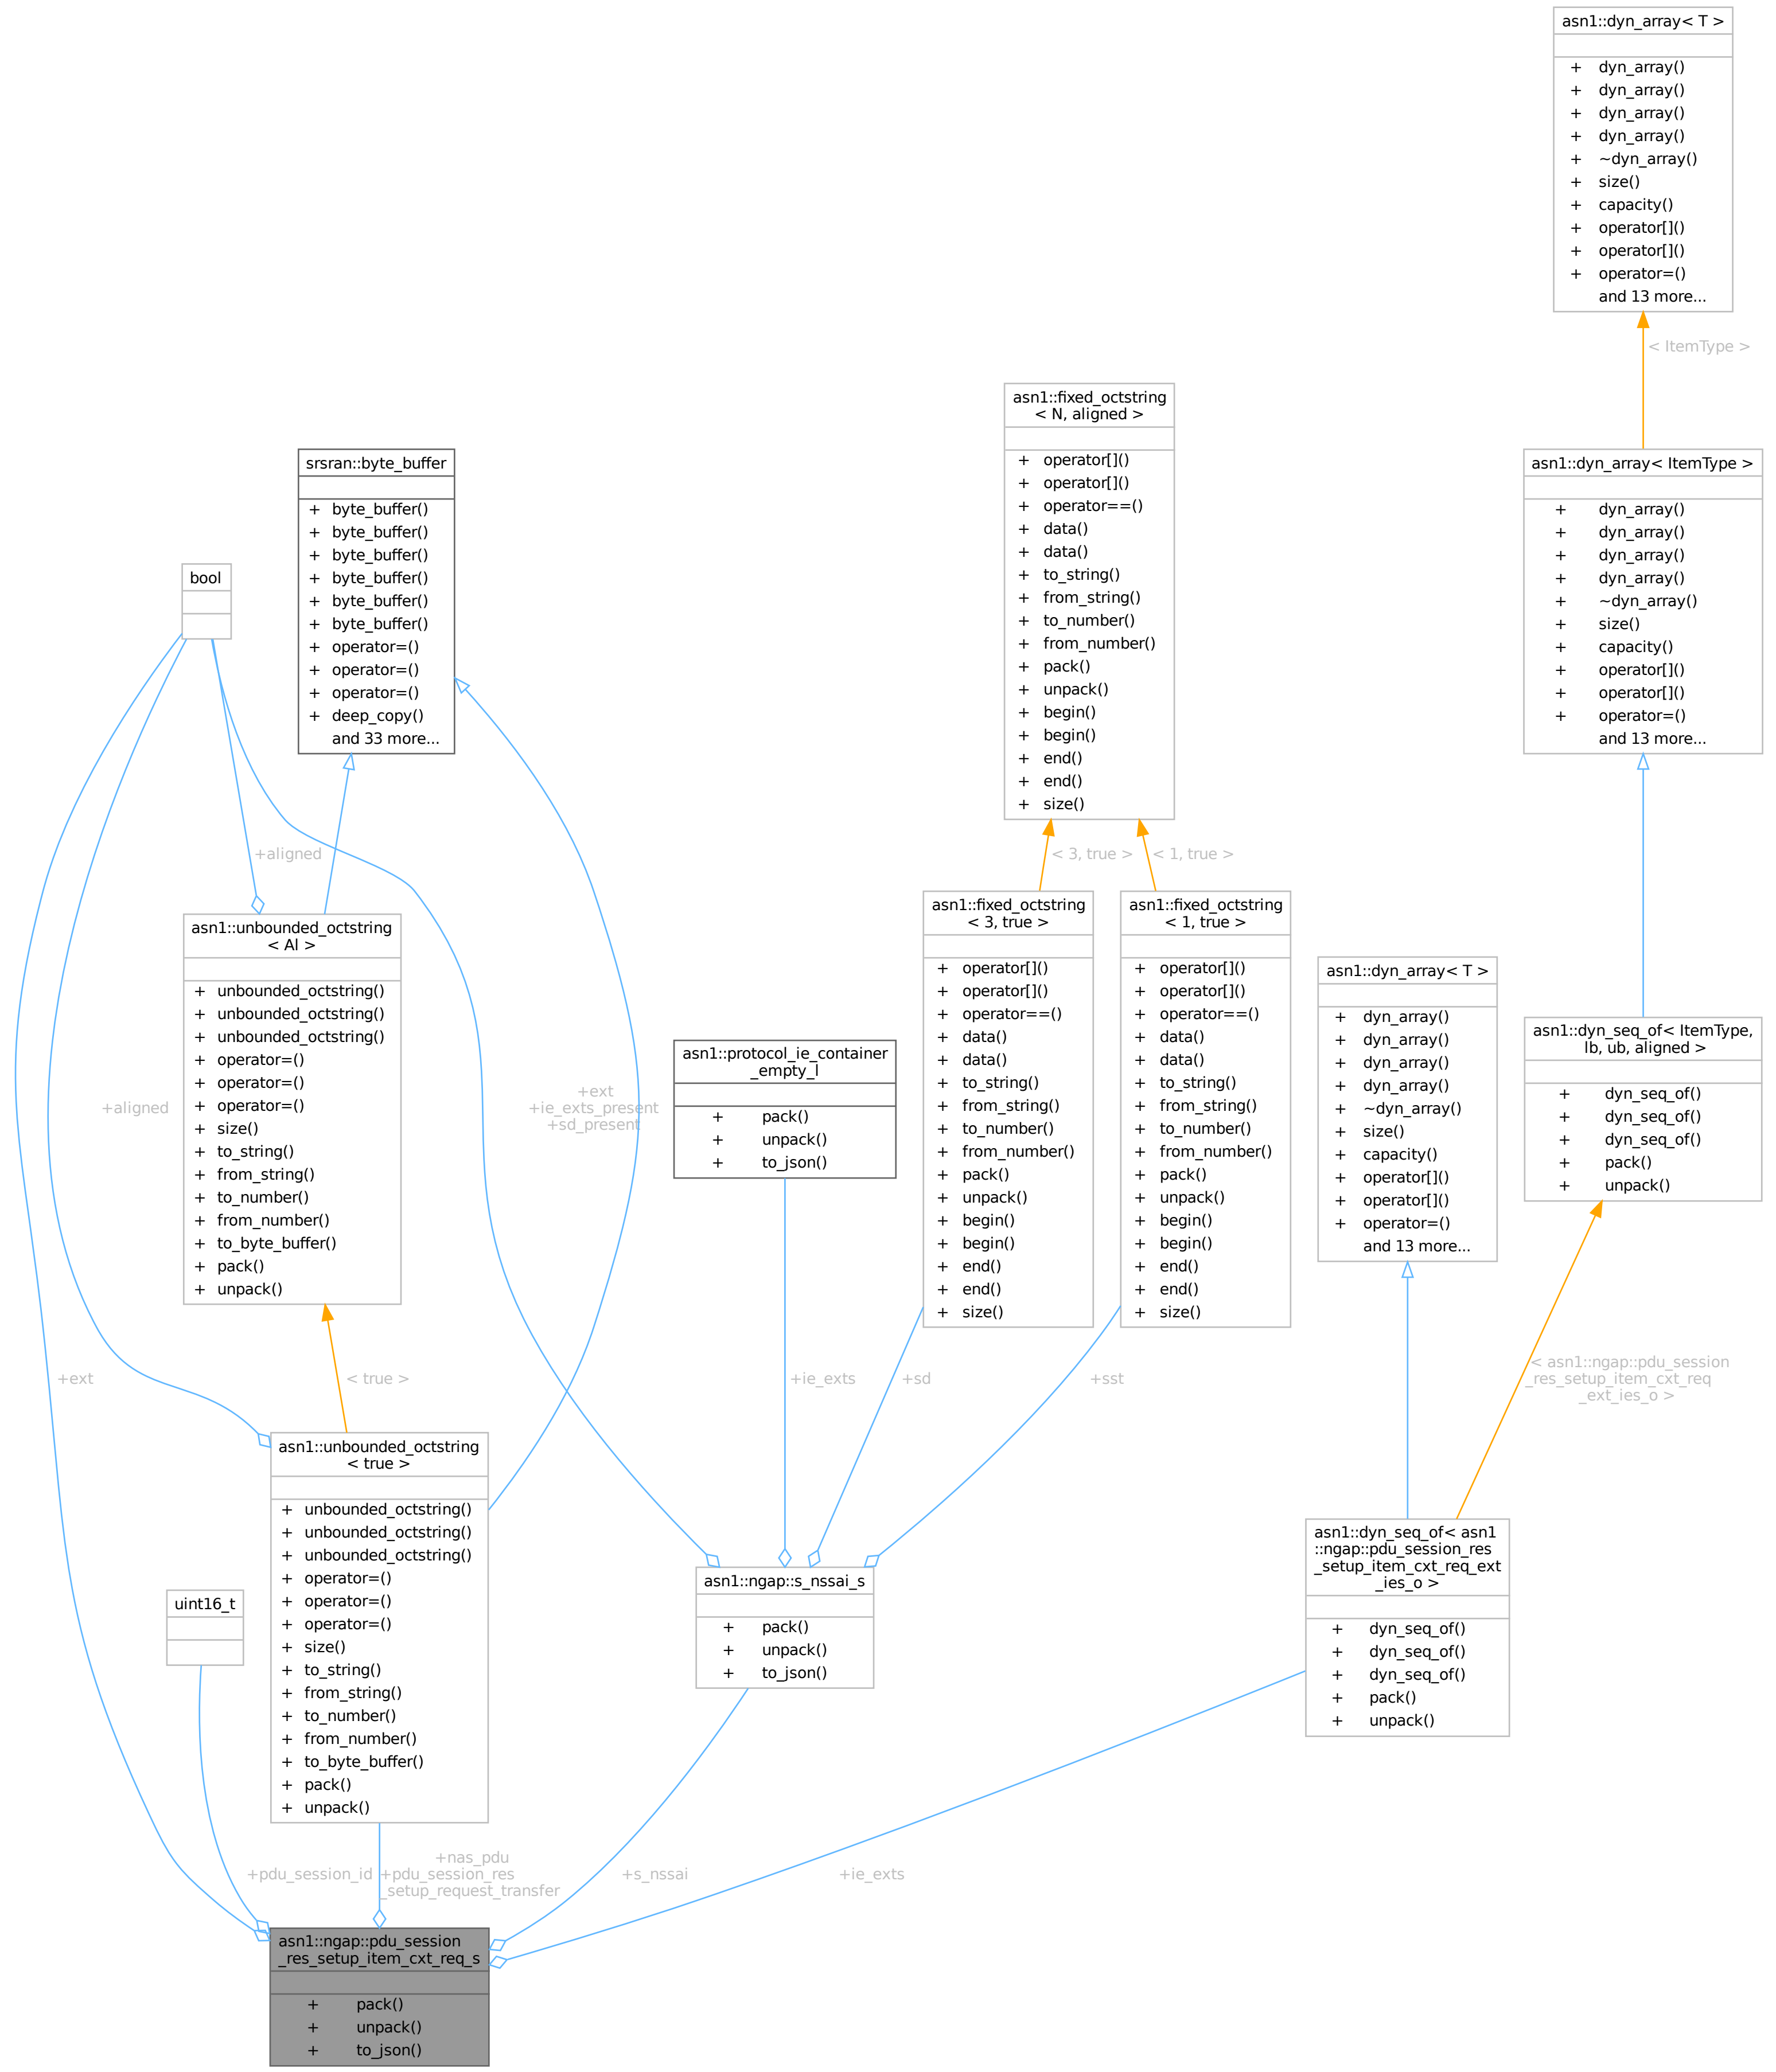 asn1::dyn_array< T >
+ dyn_array()
+ dyn_array()
+ dyn_array()
+ dyn_array()
+ ~dyn_array()
+ size()
+ capacity()
+ operator[]()
+ operator[]()
+ operator=()
and 13 more...
< ItemType >
asn1::fixed_octstring
< N, aligned >
+ operator[]()
+ operator[]()
+ operator==()
+ data()
+ data()
+ to_string()
+ from_string()
+ to_number()
+ from_number()
+ pack()
+ unpack()
+ begin()
+ begin()
+ end()
+ end()
+ size()
srsran::byte_buffer
+ byte_buffer()
+ byte_buffer()
+ byte_buffer()
+ byte_buffer()
+ byte_buffer()
+ byte_buffer()
+ operator=()
+ operator=()
+ operator=()
+ deep_copy()
and 33 more...
asn1::dyn_array< ItemType >
+ dyn_array()
+ dyn_array()
+ dyn_array()
+ dyn_array()
+ ~dyn_array()
+ size()
+ capacity()
+ operator[]()
+ operator[]()
+ operator=()
and 13 more...
bool
+aligned
< 3, true >
< 1, true >
asn1::unbounded_octstring
< Al >
+ unbounded_octstring()
+ unbounded_octstring()
+ unbounded_octstring()
+ operator=()
+ operator=()
+ operator=()
+ size()
+ to_string()
+ from_string()
+ to_number()
+ from_number()
+ to_byte_buffer()
+ pack()
+ unpack()
asn1::fixed_octstring
< 3, true >
+ operator[]()
+ operator[]()
+ operator==()
+ data()
+ data()
+ to_string()
+ from_string()
+ to_number()
+ from_number()
+ pack()
+ unpack()
+ begin()
+ begin()
+ end()
+ end()
+ size()
asn1::fixed_octstring
< 1, true >
+ operator[]()
+ operator[]()
+ operator==()
+ data()
+ data()
+ to_string()
+ from_string()
+ to_number()
+ from_number()
+ pack()
+ unpack()
+ begin()
+ begin()
+ end()
+ end()
+ size()
asn1::dyn_array< T >
+ dyn_array()
+ dyn_array()
+ dyn_array()
+ dyn_array()
+ ~dyn_array()
+ size()
+ capacity()
+ operator[]()
+ operator[]()
+ operator=()
and 13 more...
asn1::dyn_seq_of< ItemType,
lb, ub, aligned >
+ dyn_seq_of()
+ dyn_seq_of()
+ dyn_seq_of()
+ pack()
+ unpack()
asn1::protocol_ie_container
_empty_l
+ pack()
+ unpack()
+ to_json()
+aligned
+ext
+ie_exts_present
+sd_present
+ext
< true >
+ie_exts
+sd
+sst
< asn1::ngap::pdu_session
_res_setup_item_cxt_req
_ext_ies_o >
asn1::unbounded_octstring
< true >
+ unbounded_octstring()
+ unbounded_octstring()
+ unbounded_octstring()
+ operator=()
+ operator=()
+ operator=()
+ size()
+ to_string()
+ from_string()
+ to_number()
+ from_number()
+ to_byte_buffer()
+ pack()
+ unpack()
uint16_t
asn1::ngap::s_nssai_s
+ pack()
+ unpack()
+ to_json()
asn1::dyn_seq_of< asn1
::ngap::pdu_session_res
_setup_item_cxt_req_ext
_ies_o >
+ dyn_seq_of()
+ dyn_seq_of()
+ dyn_seq_of()
+ pack()
+ unpack()
+pdu_session_id
+nas_pdu
+pdu_session_res
_setup_request_transfer
+s_nssai
+ie_exts
asn1::ngap::pdu_session
_res_setup_item_cxt_req_s
+ pack()
+ unpack()
+ to_json()